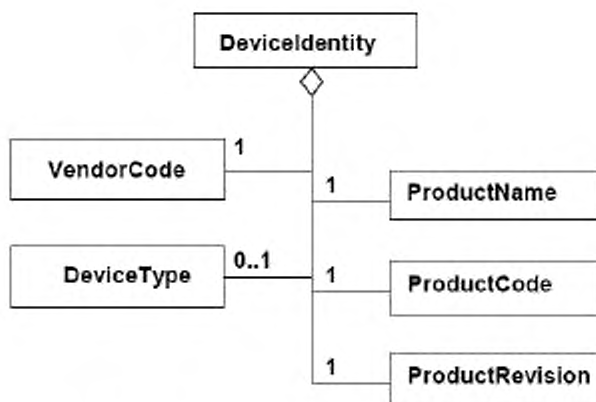 DeviceIdentity
1
VendorCode
1
ProductName
0..1
DeviceType
1
ProductCode
1
ProductRevision